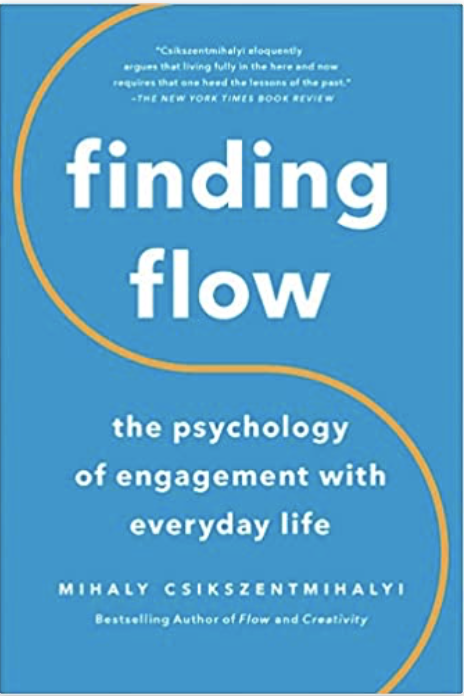 "Csikszentmihalyi eloquently
argues that living fully in the here and now
requires that one heed the lessons of the past."
–THE NEW YORK TIMES BOOK REVIEW
finding
flow
the psychology
of engagement with
everyday life
MIHALY CSIKSZENTMIHALYI
Bestselling Author of Flow and Creativity